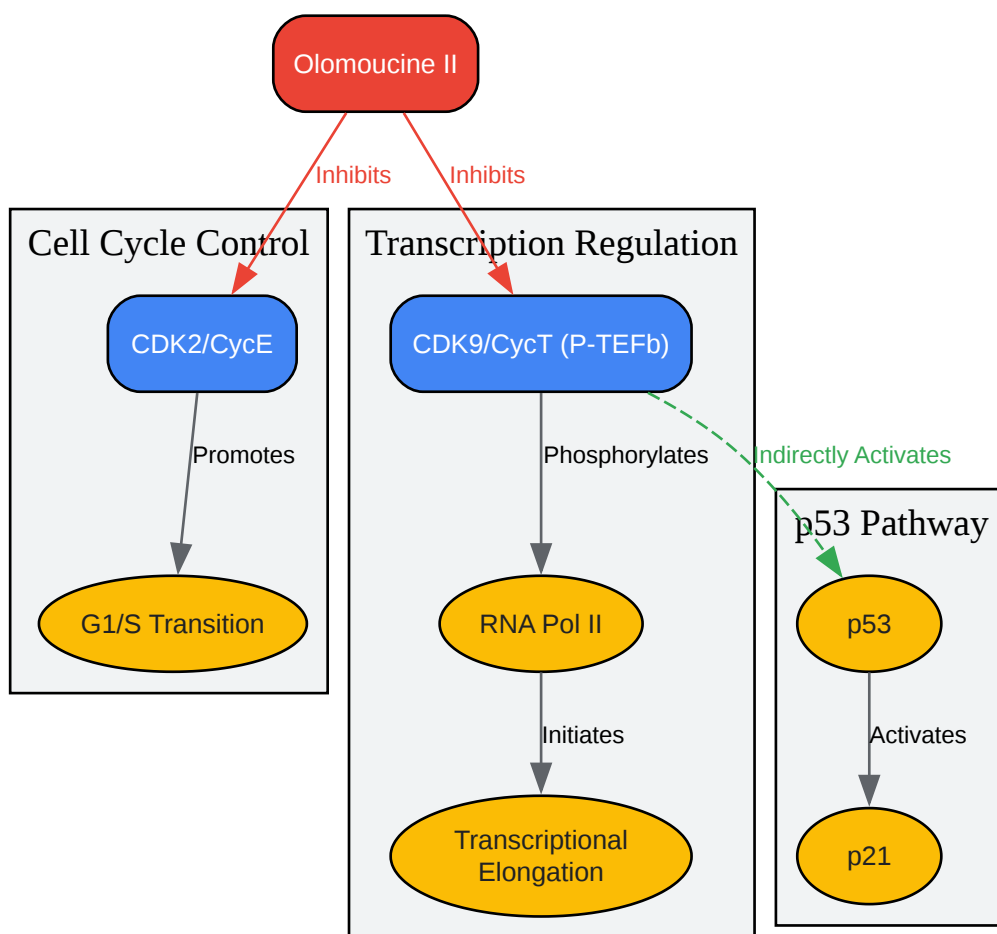 Olomoucine II
Inhibits
Inhibits
Cell Cycle Control
Transcription Regulation
CDK2/CycE
CDK9/CycT (P-TEFb)
Promotes
Phosphorylates
Indirectly Activates
p53 Pathway
G1/S Transition
RNA Pol II
p53
Initiates
Activates
Transcriptional
Elongation
p21